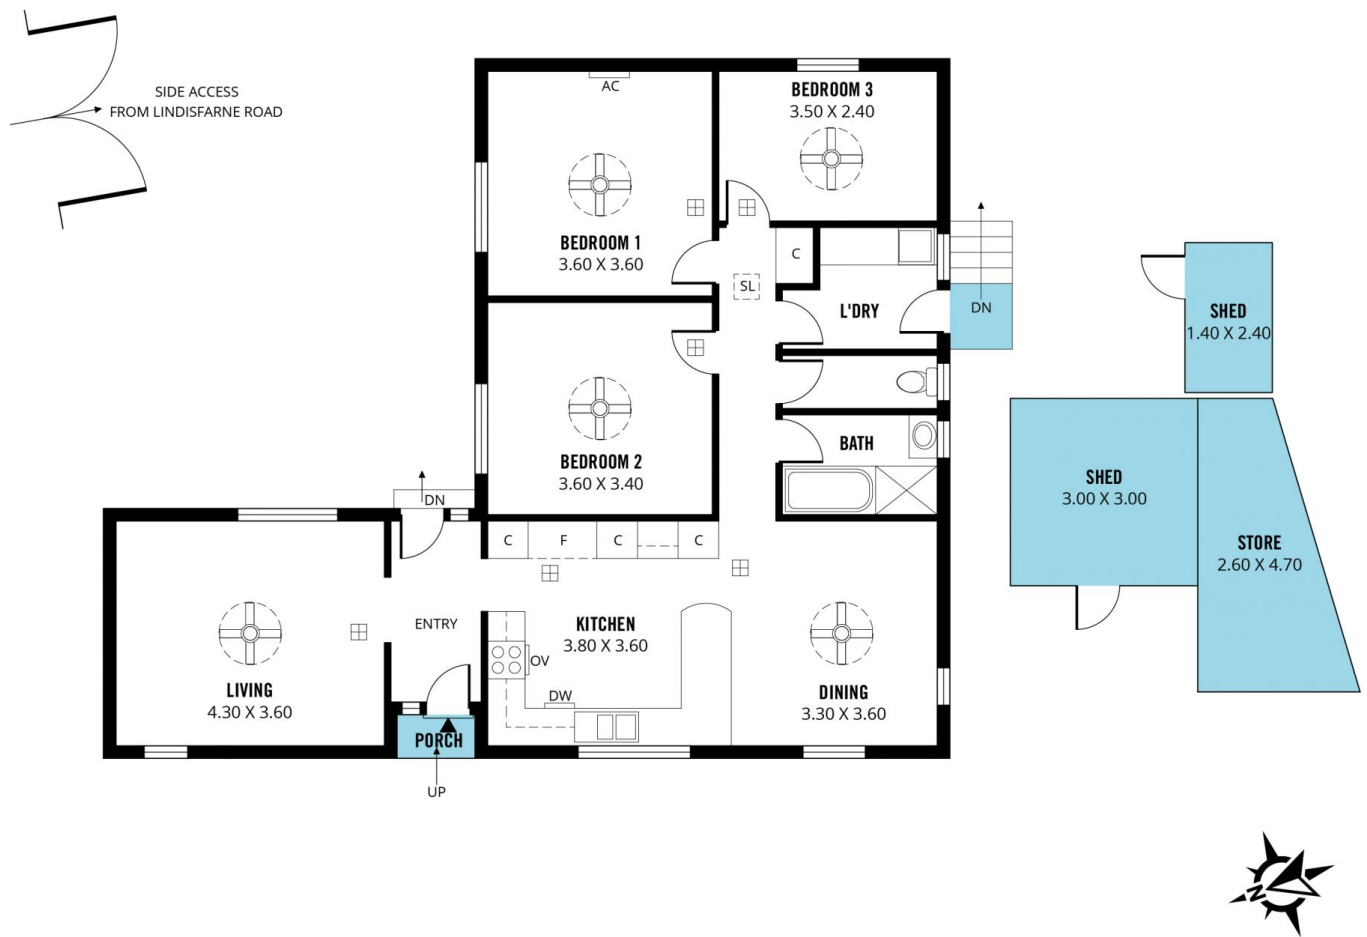 SIDE ACCESS
FROM LINDISFARNE ROAD
AC
BEDROOM 3
3.50 X 2.40
BEDROOM 1
3.60 X 3.60
C
SL
L'DRY
DN
SHED
1.40 X 2.40
BEDROOM 2
3.60 X 3.40
BATH
SHED
3.00 X 3.00
STORE
2.60 X 4.70
DN
C
F
C
C
ENTRY
KITCHEN
3.80 X 3.60
OV
DW
LIVING
4.30 X 3.60
DINING
3.30 X 3.60
PORCH
UP
N